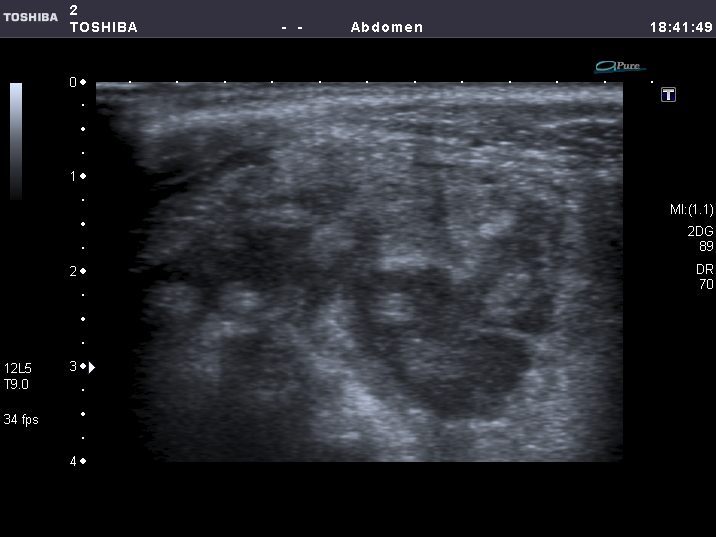 TOSHIBA
2
TOSHIBA - - Abdomen 18:41:49
aPure
T
0
1
2
3
4
MI:(1.1)
2DG
89
DR
70
12L5
T9.0
34 fps